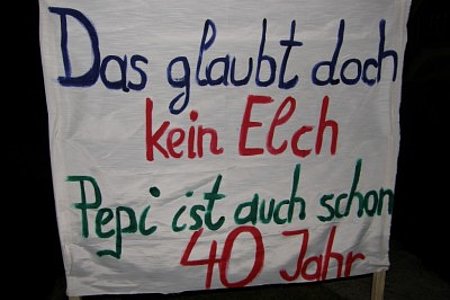 Das glaubt doch
kein Elch
Pepi ist auch schon
40 Jahr